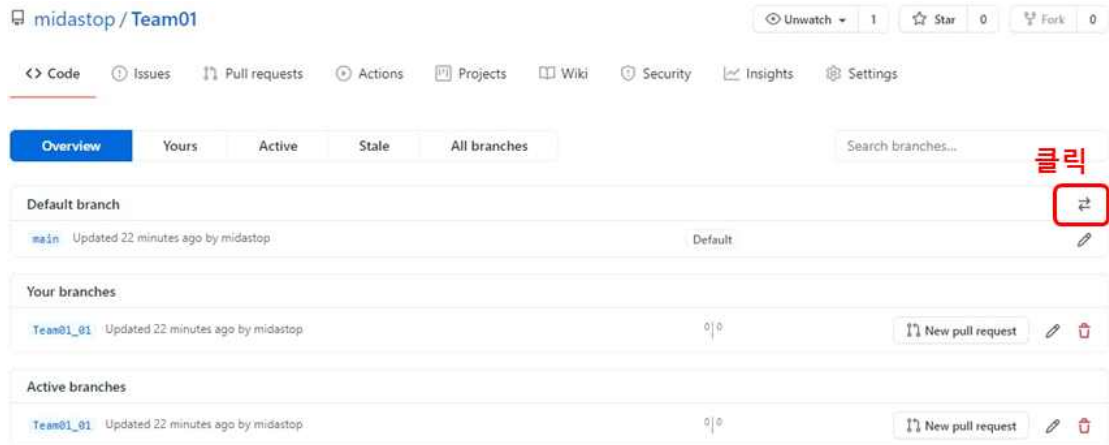 midastop / Team01
Unwatch 1 Star 0 Fork 0
Code Issues Pull requests Actions Projects Wiki Security Insights Settings
Overview Yours Active Stale All branches Search branches...
클릭
Default branch
main Updated 22 minutes ago by midastop Default
Your branches
Team01_01 Updated 22 minutes ago by midastop 0|0 New pull request
Active branches
Team01_01 Updated 22 minutes ago by midastop 0|0 New pull request